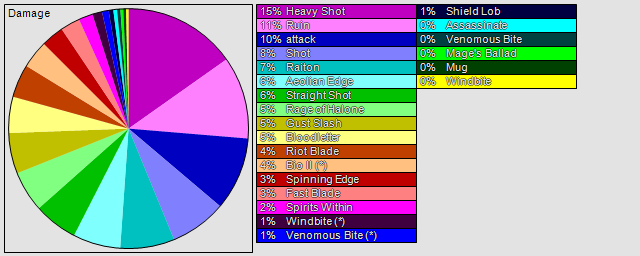 Damage
15% Heavy Shot
11% Ruin
10% attack
8% Shot
7% Raiton
6% Aeolian Edge
6% Straight Shot
5% Rage of Halone
5% Gust Slash
5% Bloodletter
4% Riot Blade
4% Bio II (*)
3% Spinning Edge
3% Fast Blade
2% Spirits Within
1% Windbite (*)
1% Venomous Bite (*)
1% Shield Lob
0% Assassinate
0% Venomous Bite
0% Mage's Ballad
0% Mug
0% Windbite